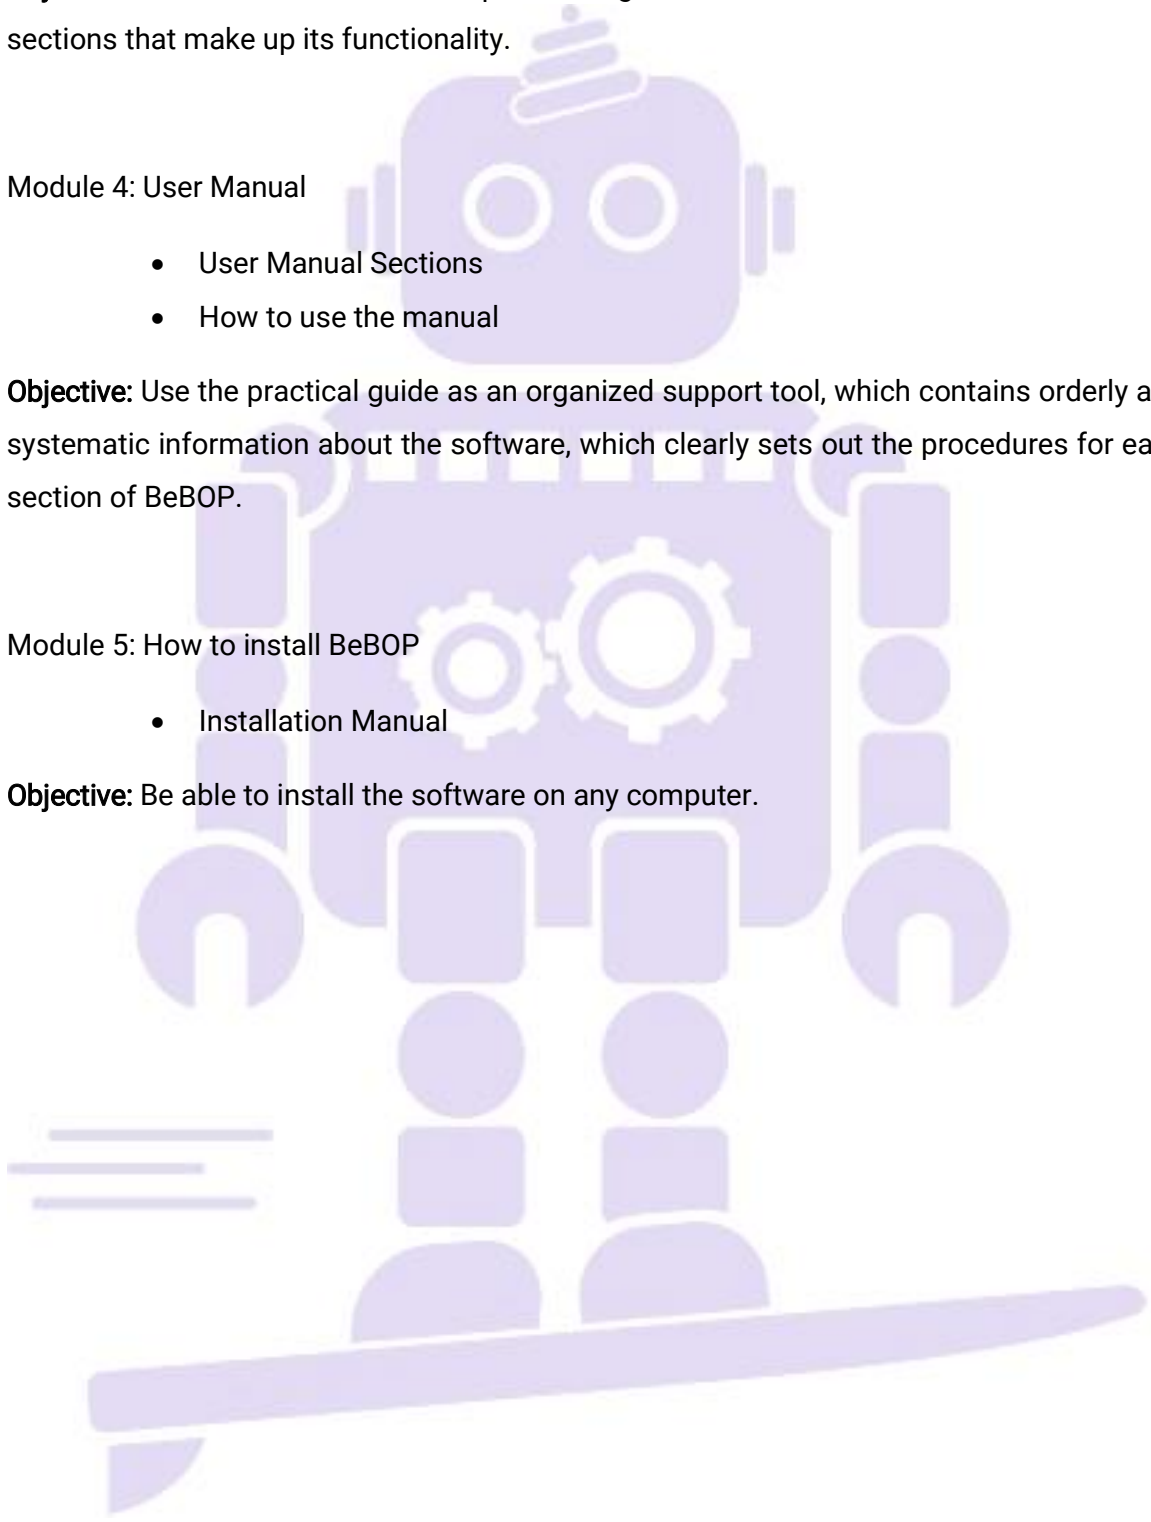 sections that make up its functionality.
Module 4: User Manual
• User Manual Sections
• How to use the manual
Objective: Use the practical guide as an organized support tool, which contains orderly a
systematic information about the software, which clearly sets out the procedures for ea
section of BeBOP.
Module 5: How to install BeBOP
• Installation Manual
Objective: Be able to install the software on any computer.